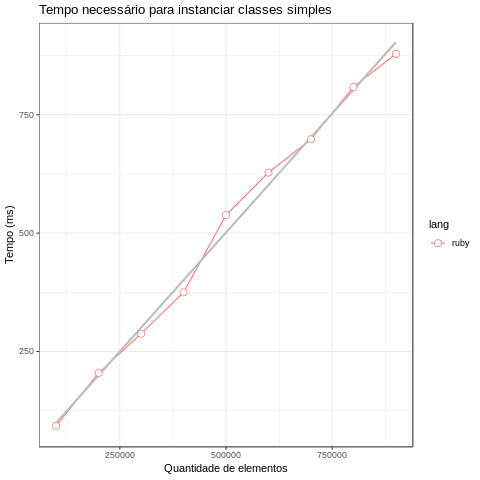 Tempo necessário para instanciar classes simples
Tempo (ms)
750
500
250
250000
500000
750000
Quantidade de elementos
lang
ruby